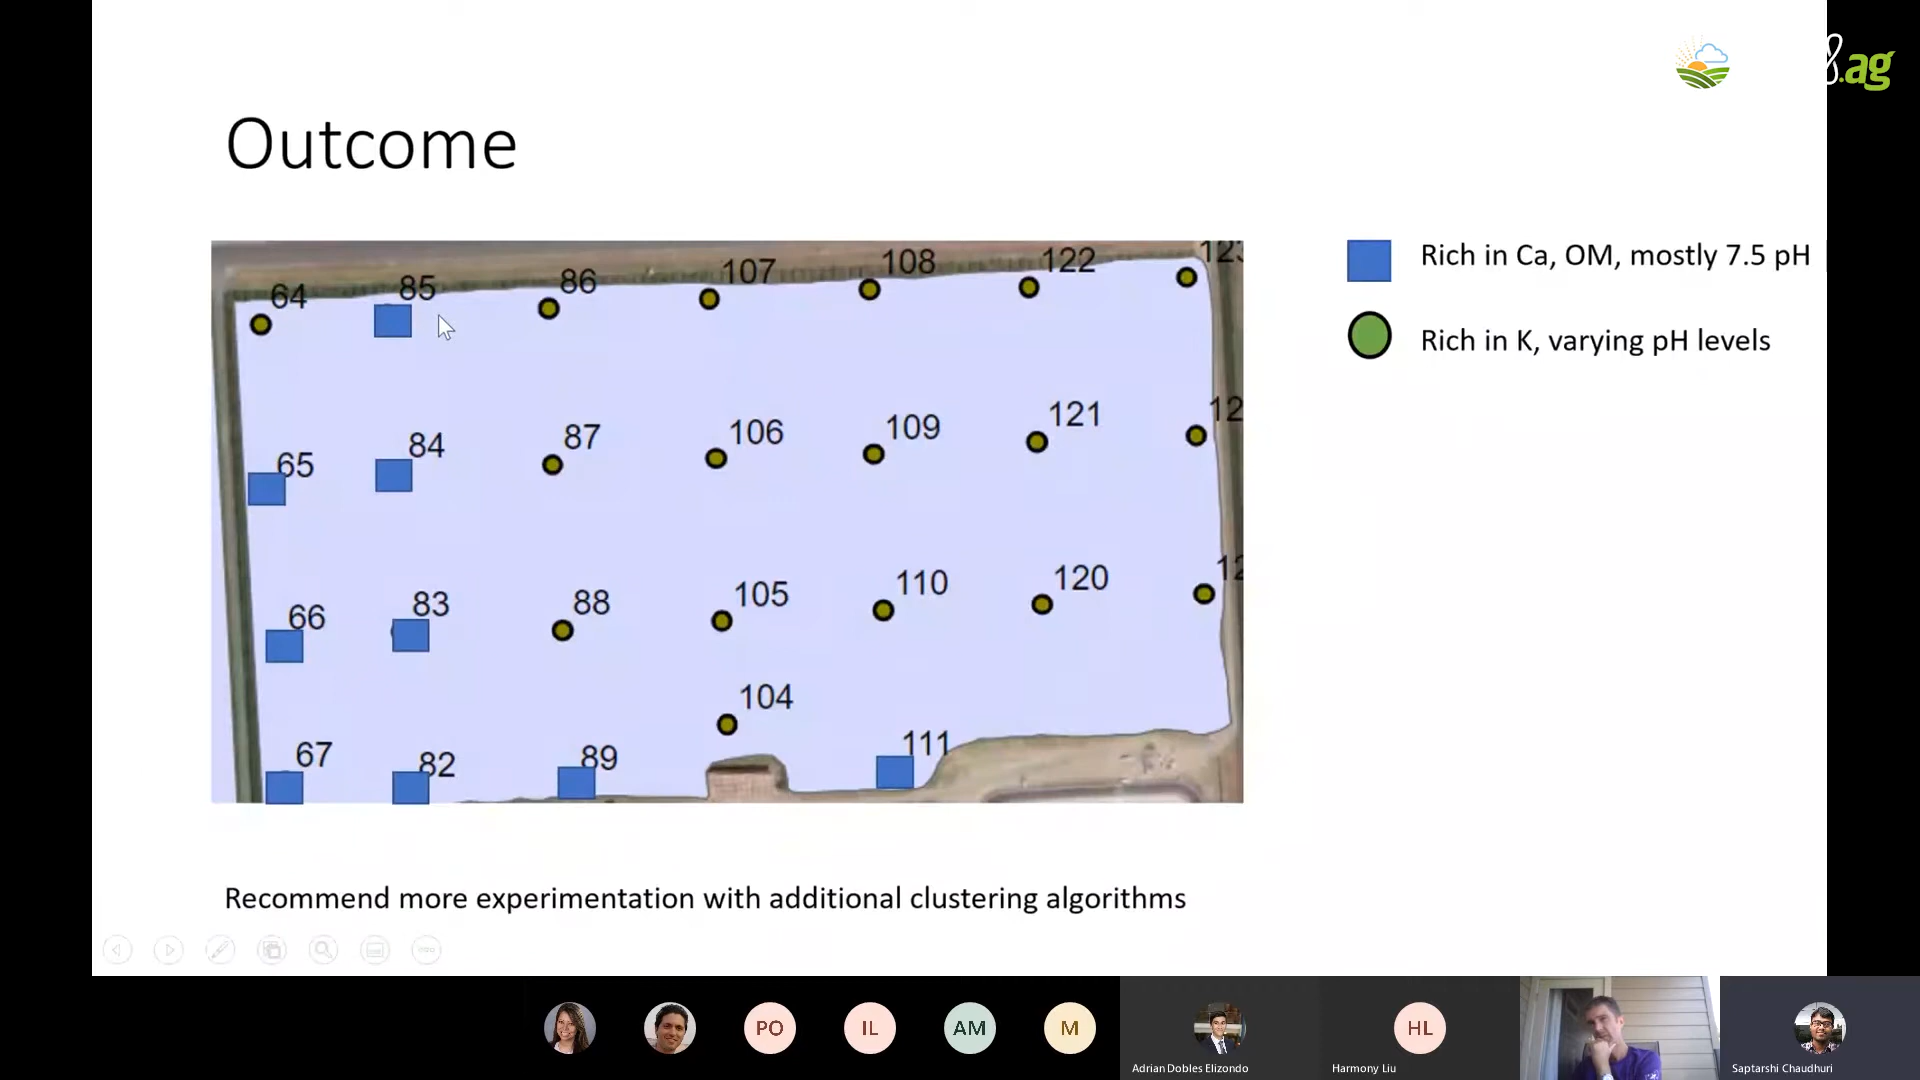 .ag
Outcome
Rich in Ca, OM, mostly 7.5 pH
Rich in K, varying pH levels
64
85
86
107
108
122
65
84
87
106
109
121
66
83
88
105
110
120
67
82
89
104
111
Recommend more experimentation with additional clustering algorithms
PO
IL
AM
M
HL
Adrian Dobles Elizondo
Harmony Liu
Saptarshi Chaudhuri